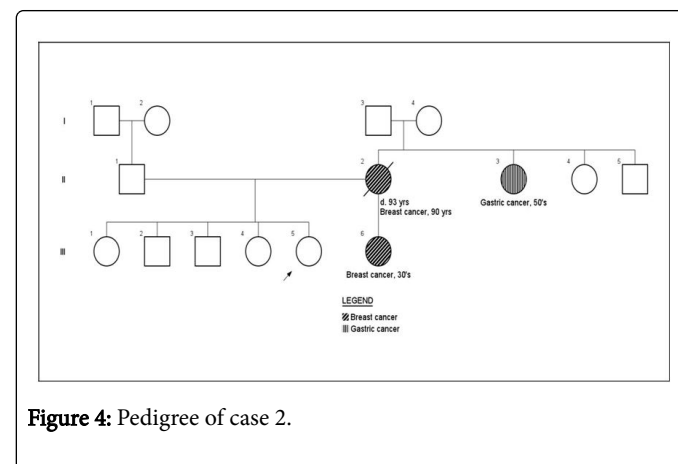 1 2 3 4
I
1 2 3 4 5
II
d. 93 yrs
Breast cancer, 90 yrs
Gastric cancer, 50's
1 2 3 4 5 6
III
Breast cancer, 30's
LEGEND
Breast cancer
Gastric cancer
Figure 4: Pedigree of case 2.